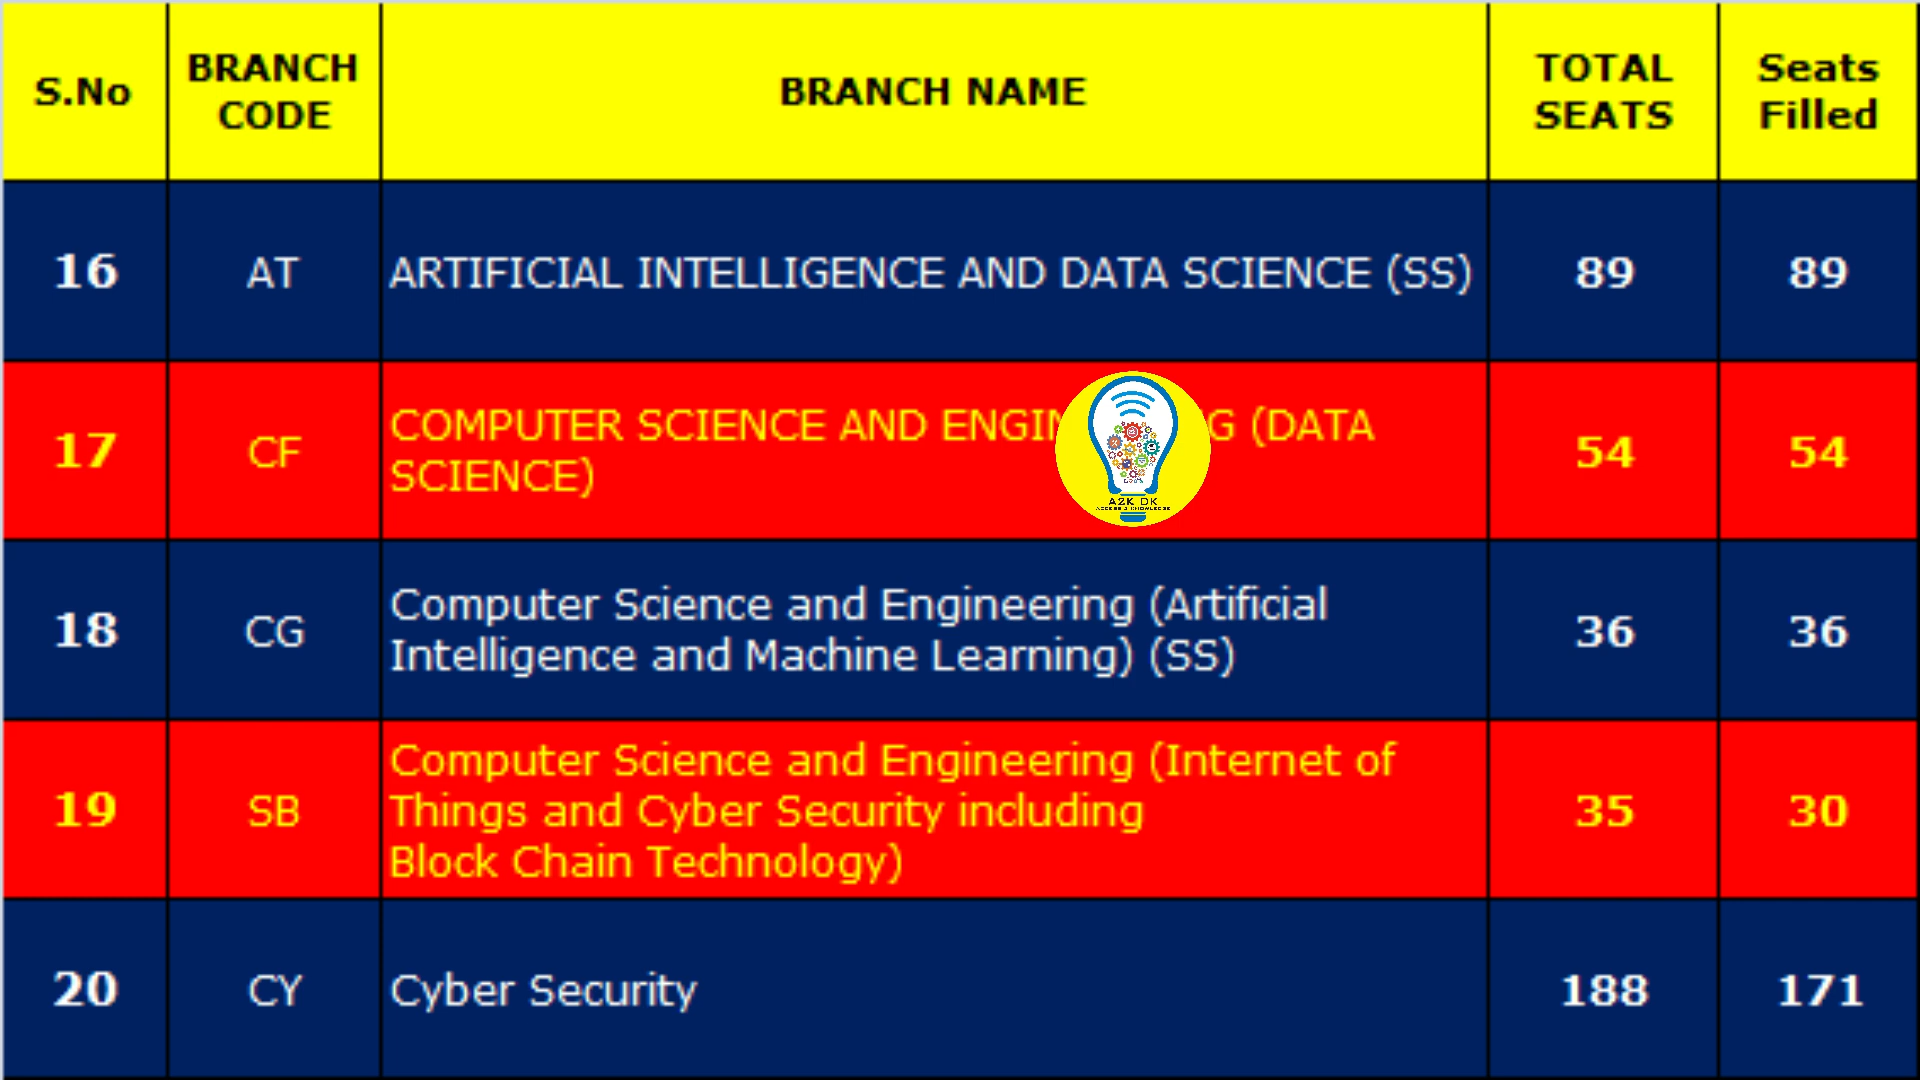 S.No
BRANCH
CODE
BRANCH NAME
TOTAL
SEATS
Seats
Filled
16
AT
ARTIFICIAL INTELLIGENCE AND DATA SCIENCE (SS)
89
89
17
CF
COMPUTER SCIENCE AND (DATA
SCIENCE)
54
54
A2K DK
18
CG
Computer Science and Engineering (Artificial
Intelligence and Machine Learning) (SS)
36
36
19
SB
Computer Science and Engineering (Internet of
Things and Cyber Security including
Block Chain Technology)
35
30
20
CY
Cyber Security
188
171